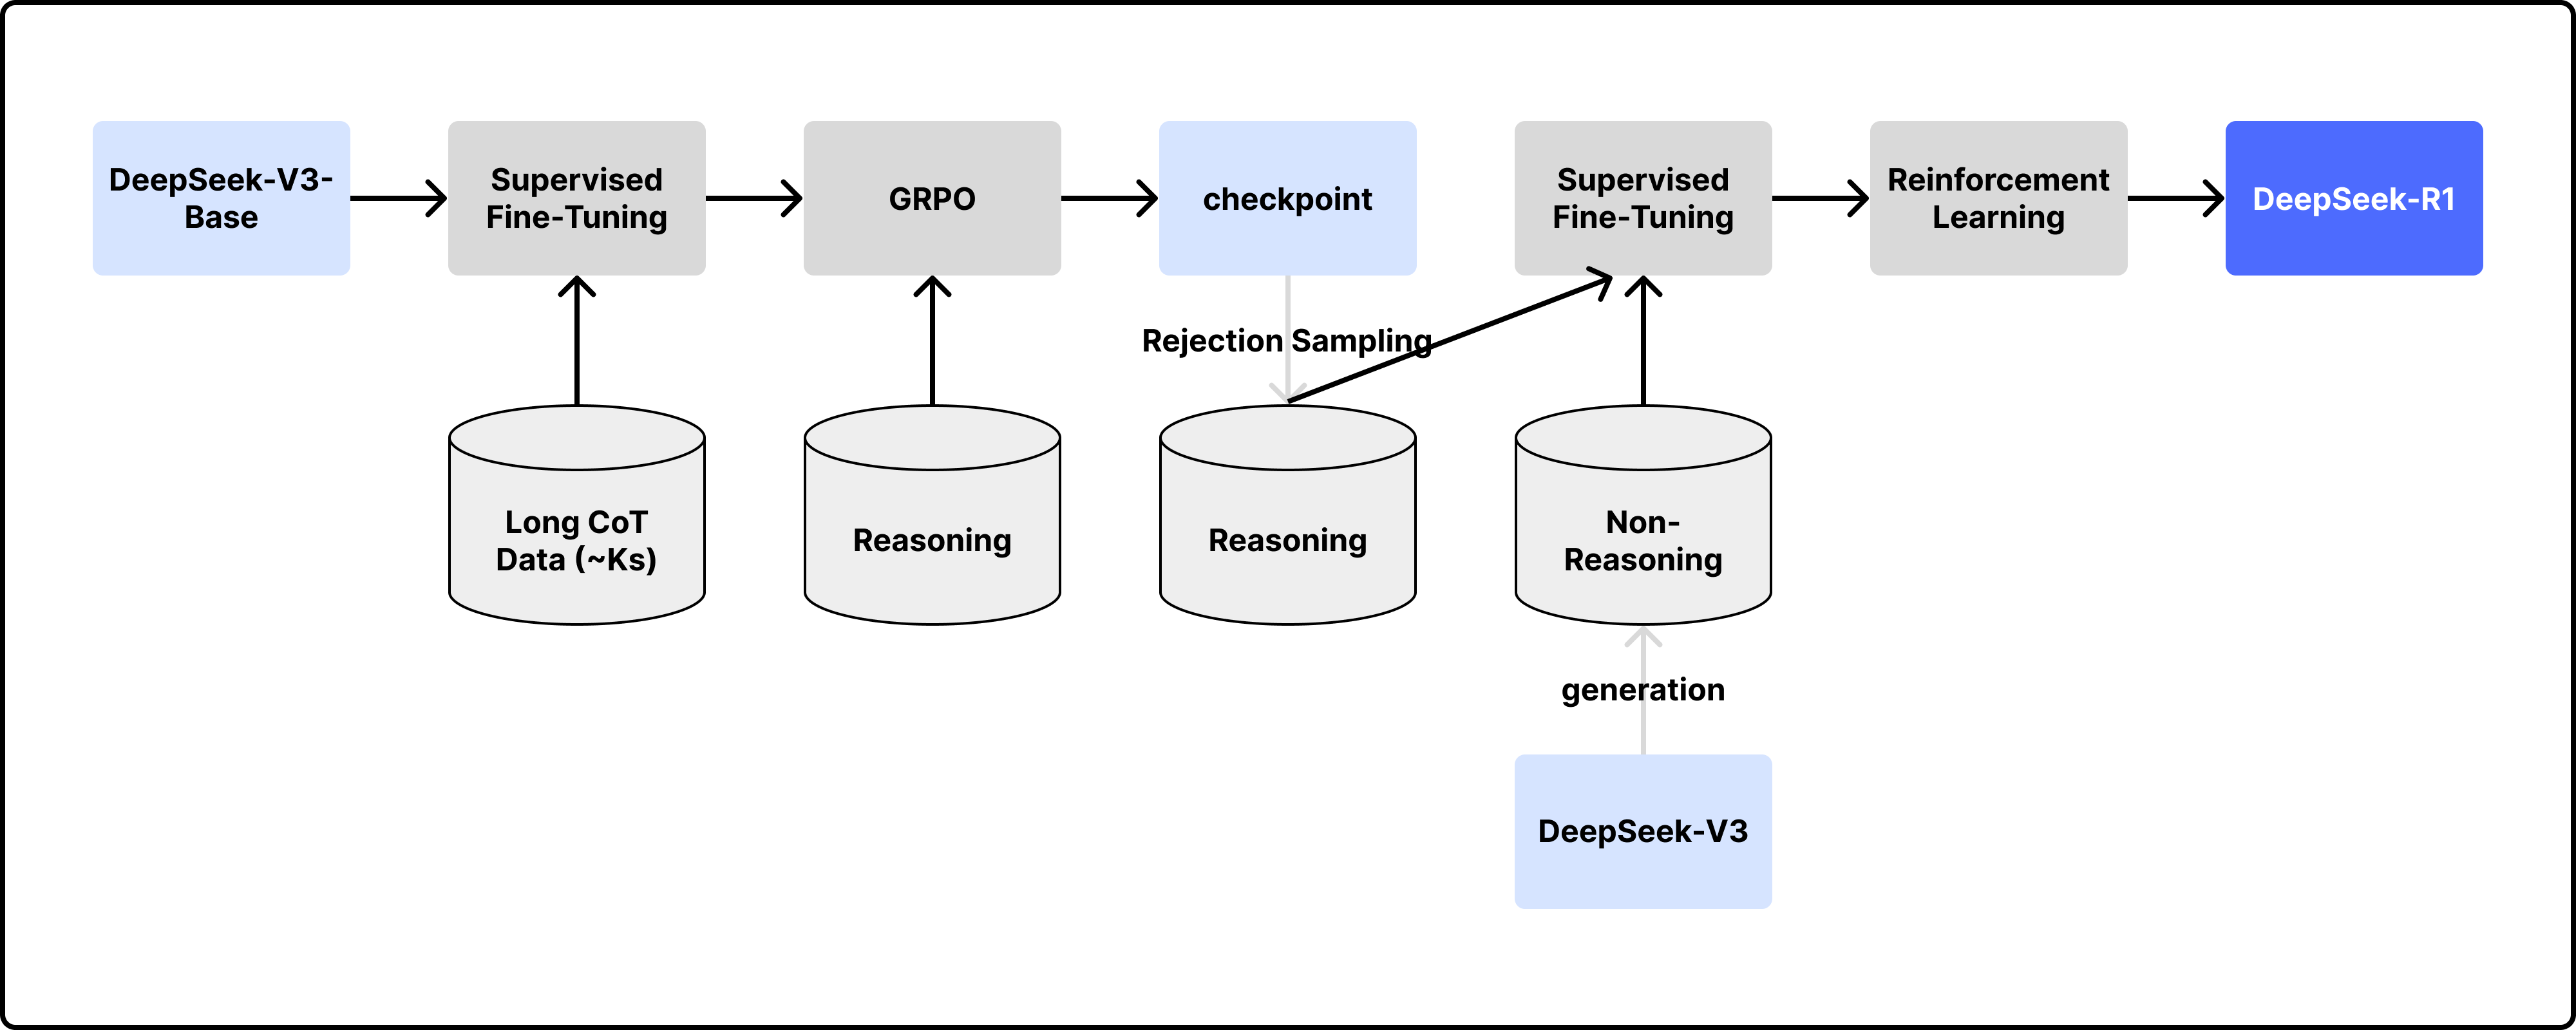 DeepSeek-V3-
Base
Supervised
Fine-Tuning
GRPO
checkpoint
Supervised
Fine-Tuning
Reinforcement
Learning
DeepSeek-R1
Rejection Sampling
Long CoT
Data (~Ks)
Reasoning
Reasoning
Non-
Reasoning
generation
DeepSeek-V3